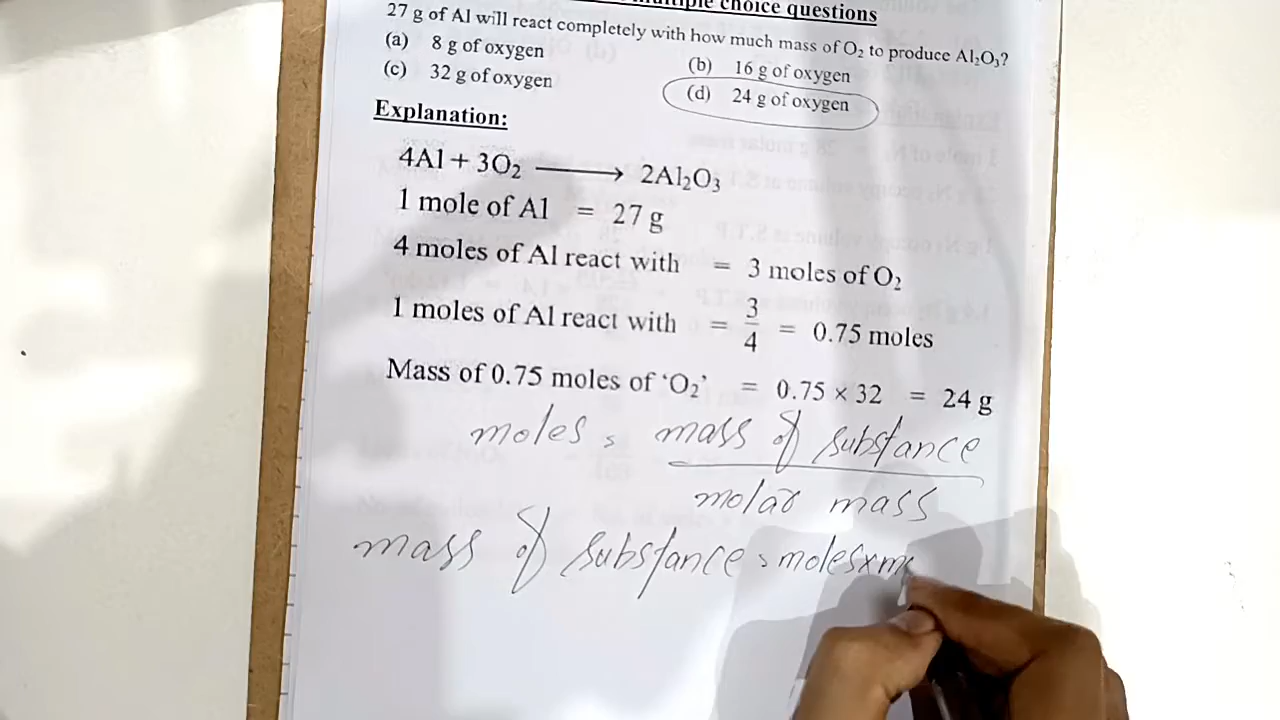 multiple choice questions
27 g of Al will react completely with how much mass of O₂ to produce Al₂O₃?
(a) 8 g of oxygen (b) 16 g of oxygen
(c) 32 g of oxygen (d) 24 g of oxygen
Explanation:
4Al + 3O₂ ⟶ 2Al₂O₃
1 mole of Al = 27 g
4 moles of Al react with = 3 moles of O₂
1 moles of Al react with = 3/4 = 0.75 moles
Mass of 0.75 moles of ‘O₂’ = 0.75 × 32 = 24 g
moles = mass of substance
molar mass
mass of substance = moles×m